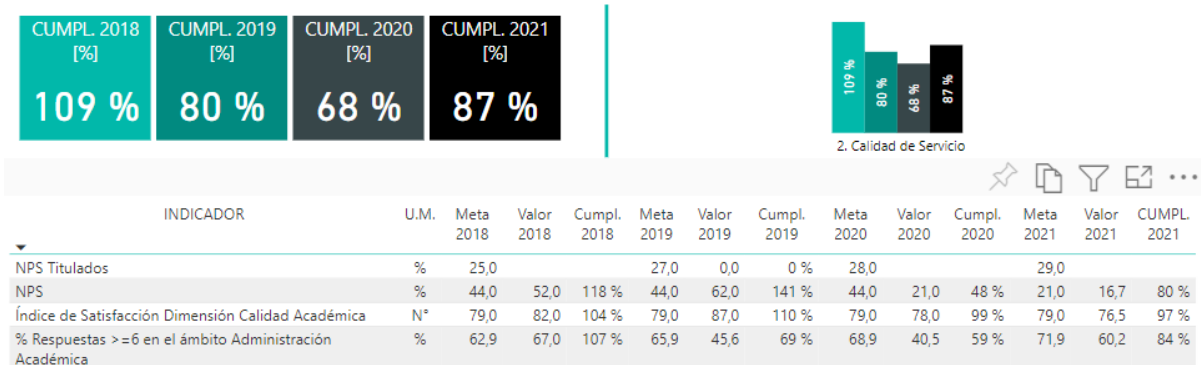 CUMPL. 2018 CUMPL. 2019 CUMPL. 2020 CUMPL. 2021
[%] [%] [%] [%]
109 % 80 % 68 % 87 %
109 % 80 % 68 % 87 %
2. Calidad de Servicio
INDICADOR U.M. Meta Valor Cumpl. Meta Valor Cumpl. Meta Valor Cumpl. Meta Valor CUMPL.
2018 2018 2018 2019 2019 2019 2020 2020 2020 2021 2021 2021
NPS Titulados % 25,0 27,0 0,0 0 % 28,0 29,0
NPS % 44,0 52,0 118 % 44,0 62,0 141 % 44,0 21,0 48 % 21,0 16,7 80 %
Índice de Satisfacción Dimensión Calidad Académica N° 79,0 82,0 104 % 79,0 87,0 110 % 79,0 78,0 99 % 79,0 76,5 97 %
% Respuestas >=6 en el ámbito Administración % 62,9 67,0 107 % 65,9 45,6 69 % 68,9 40,5 59 % 71,9 60,2 84 %
Académica